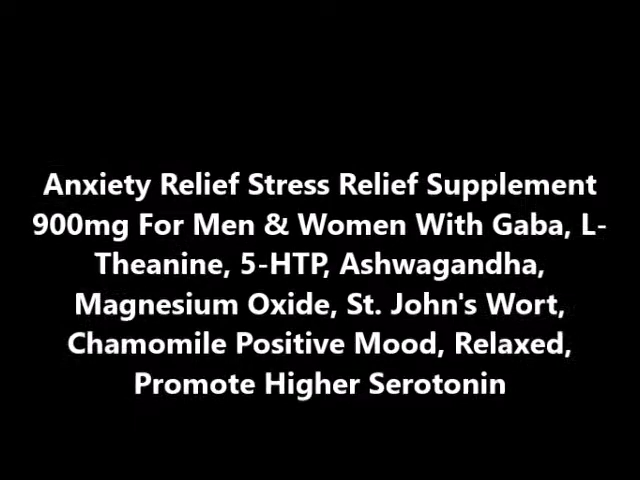 Anxiety Relief Stress Relief Supplement
900mg For Men & Women With Gaba, L-
Theanine, 5-HTP, Ashwagandha,
Magnesium Oxide, St. John's Wort,
Chamomile Positive Mood, Relaxed,
Promote Higher Serotonin